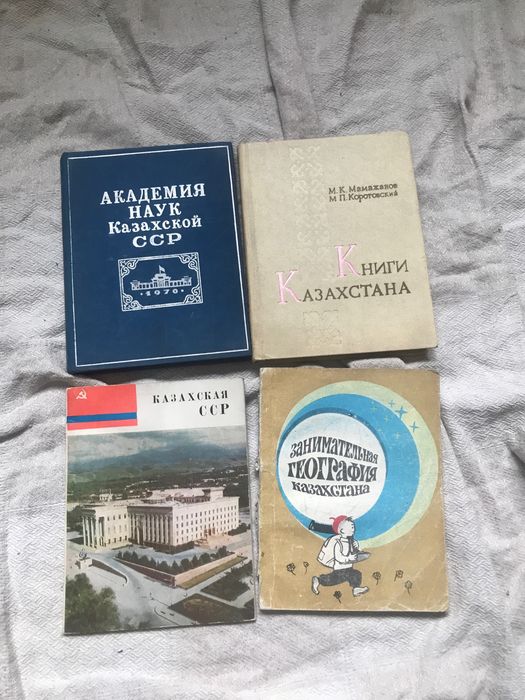 АКАДЕМИЯ
НАУК
Казахской
ССР
·1970·
М. К. Мамажанов
М. П. Коротовский
Книги
Казахстана
КАЗАХСКАЯ
ССР
ЗАНИМАТЕЛЬНАЯ
ГЕОГРАФИЯ
КАЗАХСТАНА